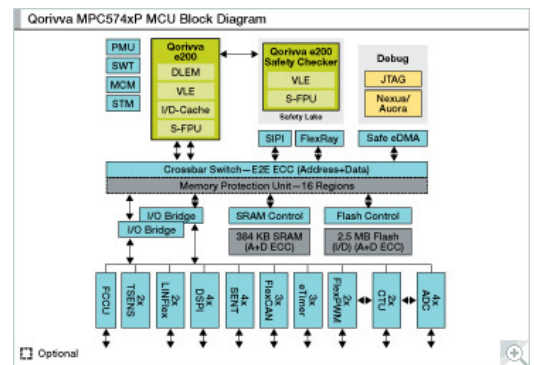 Qorivva MPC574xP MCU Block Diagram
PMU
SWT
MCM
STM
Qorivva
e200
DLEM
VLE
I/D-Cache
S-FPU
Qorivva e200
Safety Checker
VLE
S-FPU
Safety Lake
Debug
JTAG
Nexus/
Auora
SIPI
FlexRay
Safe eDMA
Crossbar Switch—E2E ECC (Address+Data)
Memory Protection Unit—16 Regions
I/O Bridge
I/O Bridge
SRAM Control
Flash Control
384 KB SRAM
(A+D ECC)
2.5 MB Flash
(I/D) (A+D ECC)
FCCU
2x
TSENS
2x
LINFlex
4x
DSPI
4x
SENT
3x
FlexCAN
3x
eTimer
2x
FlexPWM
2x
CTU
4x
ADC
Optional